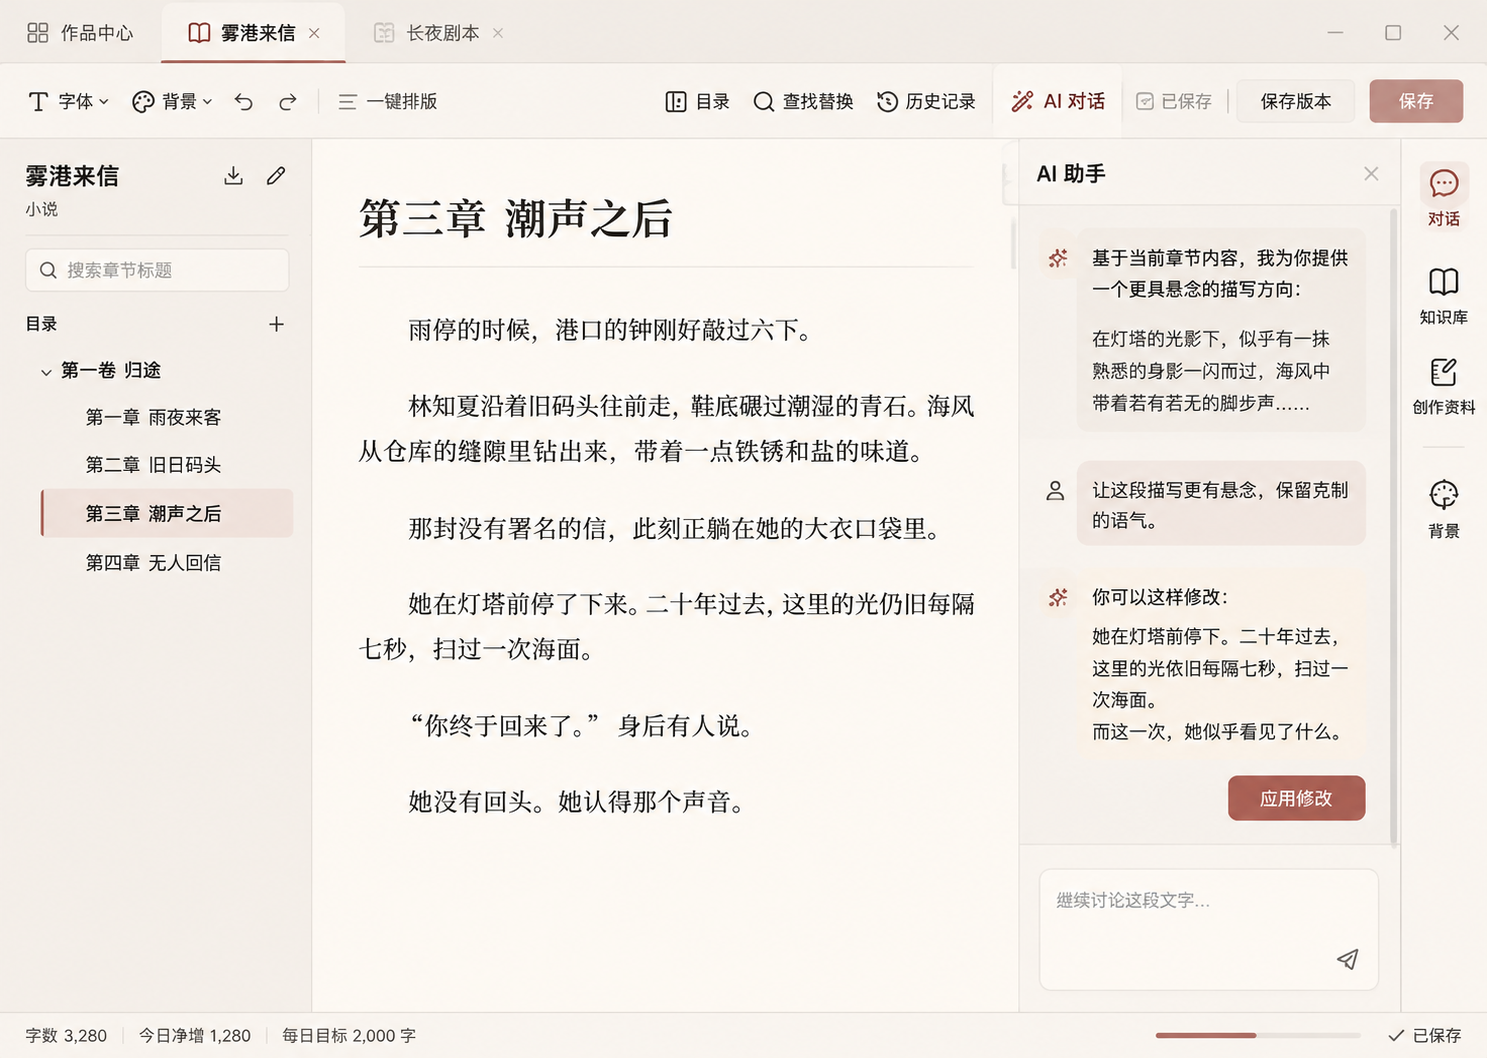 作品中心
雾港来信
长夜剧本
字体
背景
一键排版
目录
查找替换
历史记录
AI 对话
已保存
保存版本
保存
雾港来信
小说
搜索章节标题
目录
第一卷 归途
第一章 雨夜来客
第二章 旧日码头
第三章 潮声之后
第四章 无人回信
第三章 潮声之后
雨停的时候，港口的钟刚好敲过六下。
林知夏沿着旧码头往前走，鞋底碾过潮湿的青石。海风
从仓库的缝隙里钻出来，带着一点铁锈和盐的味道。
那封没有署名的信，此刻正躺在她的大衣口袋里。
她在灯塔前停了下来。二十年过去，这里的光仍旧每隔
七秒，扫过一次海面。
“你终于回来了。” 身后有人说。
她没有回头。她认得那个声音。
AI 助手
基于当前章节内容，我为你提供
一个更具悬念的描写方向：
在灯塔的光影下，似乎有一抹
熟悉的身影一闪而过，海风中
带着若有若无的脚步声……
让这段描写更有悬念，保留克制
的语气。
你可以这样修改：
她在灯塔前停下。二十年过去，
这里的光依旧每隔七秒，扫过一
次海面。
而这一次，她似乎看见了什么。
应用修改
继续讨论这段文字...
对话
知识库
创作资料
背景
字数 3,280
今日净增 1,280
每日目标 2,000 字
已保存